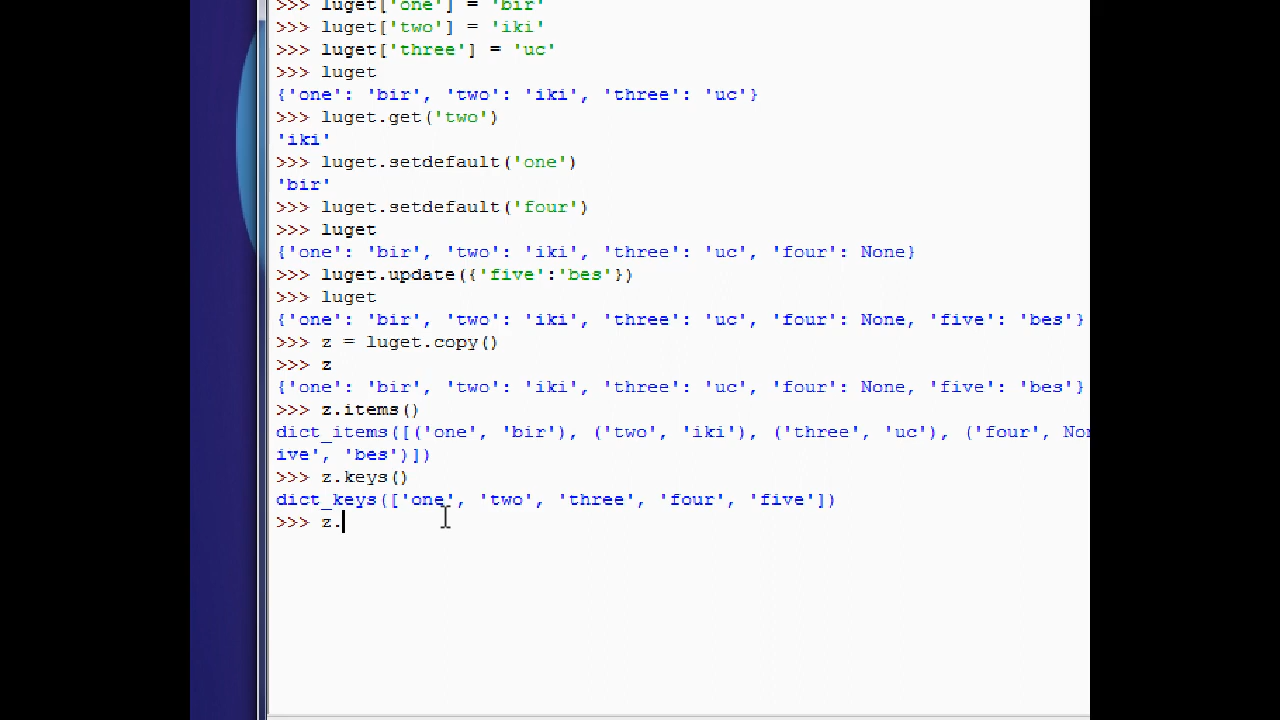 >>> luget['one'] = 'bir'
>>> luget['two'] = 'iki'
>>> luget['three'] = 'uc'
>>> luget
{'one': 'bir', 'two': 'iki', 'three': 'uc'}
>>> luget.get('two')
'iki'
>>> luget.setdefault('one')
'bir'
>>> luget.setdefault('four')
>>> luget
{'one': 'bir', 'two': 'iki', 'three': 'uc', 'four': None}
>>> luget.update({'five':'bes'})
>>> luget
{'one': 'bir', 'two': 'iki', 'three': 'uc', 'four': None, 'five': 'bes'}
>>> z = luget.copy()
>>> z
{'one': 'bir', 'two': 'iki', 'three': 'uc', 'four': None, 'five': 'bes'}
>>> z.items()
dict_items([('one', 'bir'), ('two', 'iki'), ('three', 'uc'), ('four', Non
ive', 'bes')])
>>> z.keys()
dict_keys(['one', 'two', 'three', 'four', 'five'])
>>> z.